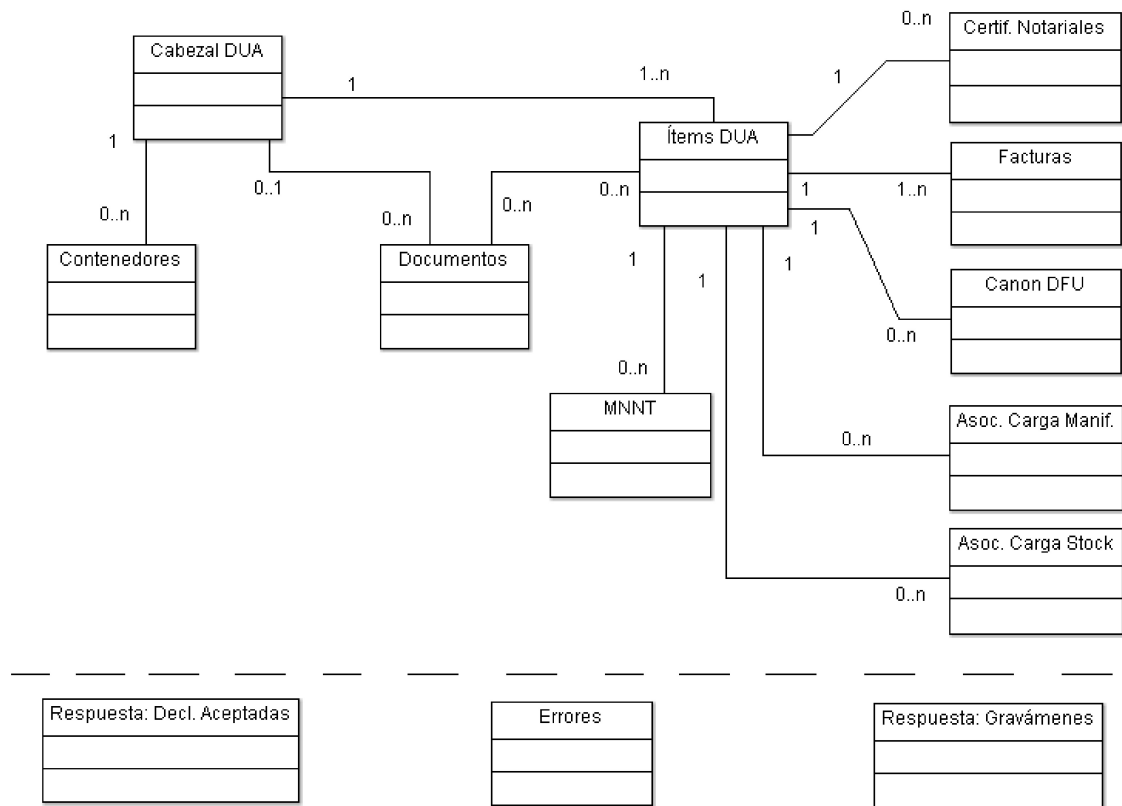 0..n
Certif. Notariales
Cabezal DUA
1
1..n
1
1
Ítems DUA
Facturas
0..1
0..n
0..n
0..n
0..n
1
1..n
1
0..n
Contenedores
Documentos
1
1
1
Canon DFU
0..n
0..n
MNNT
Asoc. Carga Manif.
0..n
Asoc. Carga Stock
0..n
Respuesta: Decl. Aceptadas
Errores
Respuesta: Gravámenes